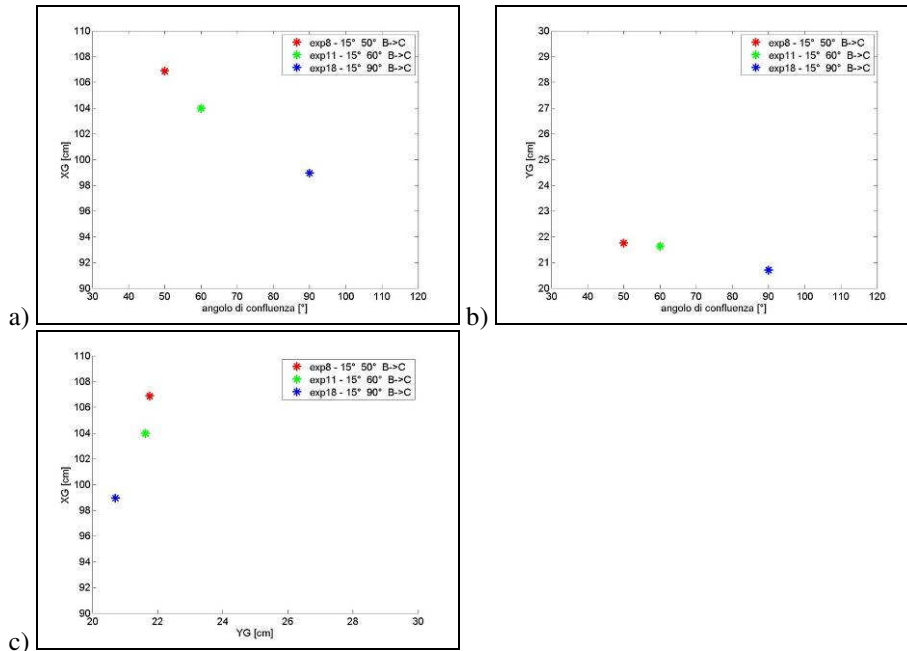 110
108
106
104
102
100
98
96
94
92
90
XG [cm]
30 40 50 60 70 80 90 100 110 120
angolo di confluenza [°]
exp8 - 15° 50° B->C
exp11 - 15° 60° B->C
exp18 - 15° 90° B->C
a)
30
29
28
27
26
25
24
23
22
21
20
YG [cm]
30 40 50 60 70 80 90 100 110 120
angolo di confluenza [°]
exp8 - 15° 50° B->C
exp11 - 15° 60° B->C
exp18 - 15° 90° B->C
b)
110
108
106
104
102
100
98
96
94
92
90
XG [cm]
20 22 24 26 28 30
YG [cm]
exp8 - 15° 50° B->C
exp11 - 15° 60° B->C
exp18 - 15° 90° B->C
c)